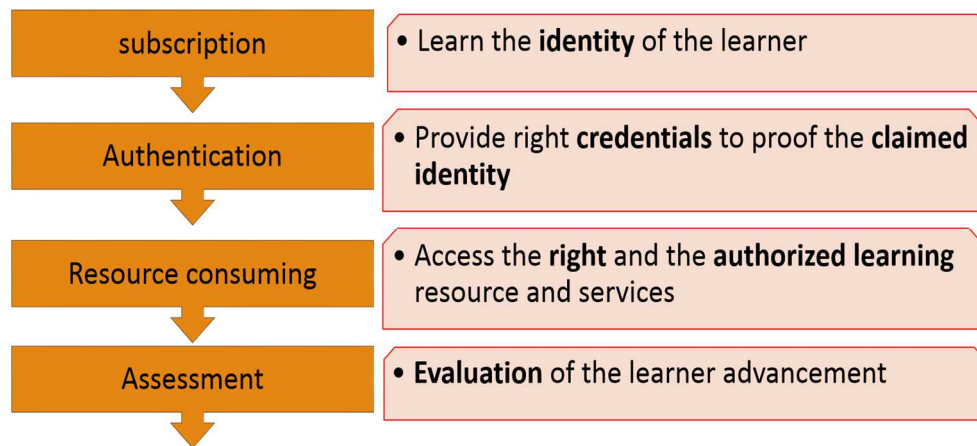 subscription
• Learn the identity of the learner
Authentication
• Provide right credentials to proof the claimed
identity
Resource consuming
• Access the right and the authorized learning
resource and services
Assessment
• Evaluation of the learner advancement